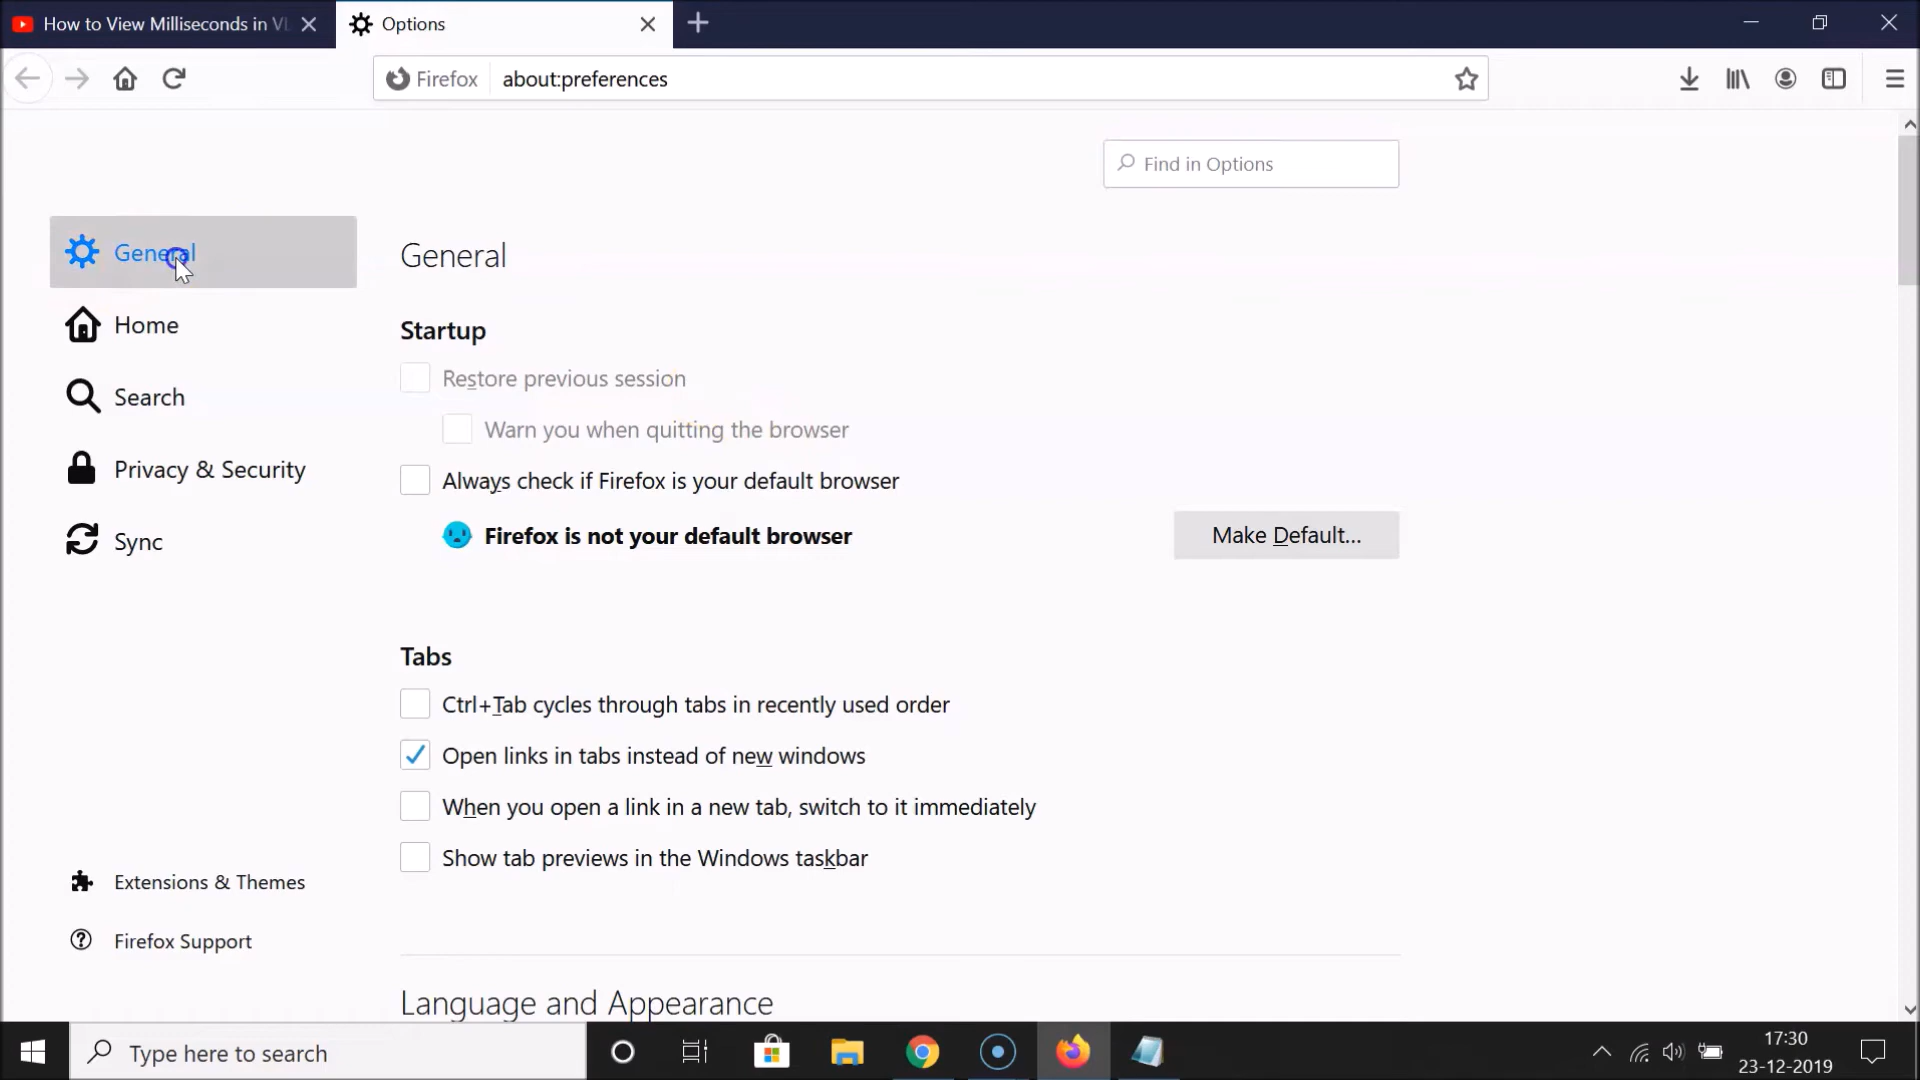 How to View Milliseconds in VL
Options
Firefox
about:preferences
Find in Options
General
Home
Search
Privacy & Security
Sync
Extensions & Themes
Firefox Support
General
Startup
Restore previous session
Warn you when quitting the browser
Always check if Firefox is your default browser
Firefox is not your default browser
Make Default...
Tabs
Ctrl+Tab cycles through tabs in recently used order
Open links in tabs instead of new windows
When you open a link in a new tab, switch to it immediately
Show tab previews in the Windows taskbar
Language and Appearance
Type here to search
17:30
23-12-2019